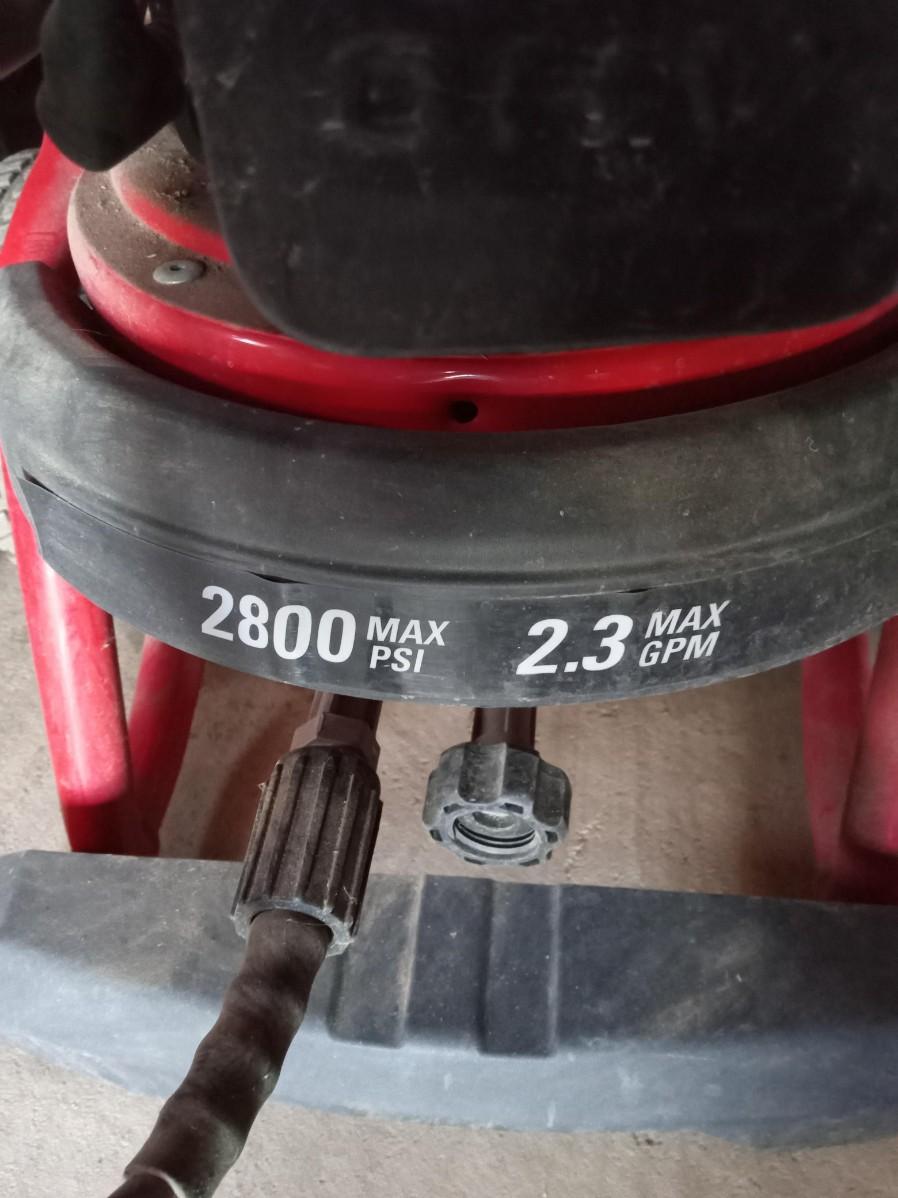 2800 MAX PSI
2.3 MAX GPM